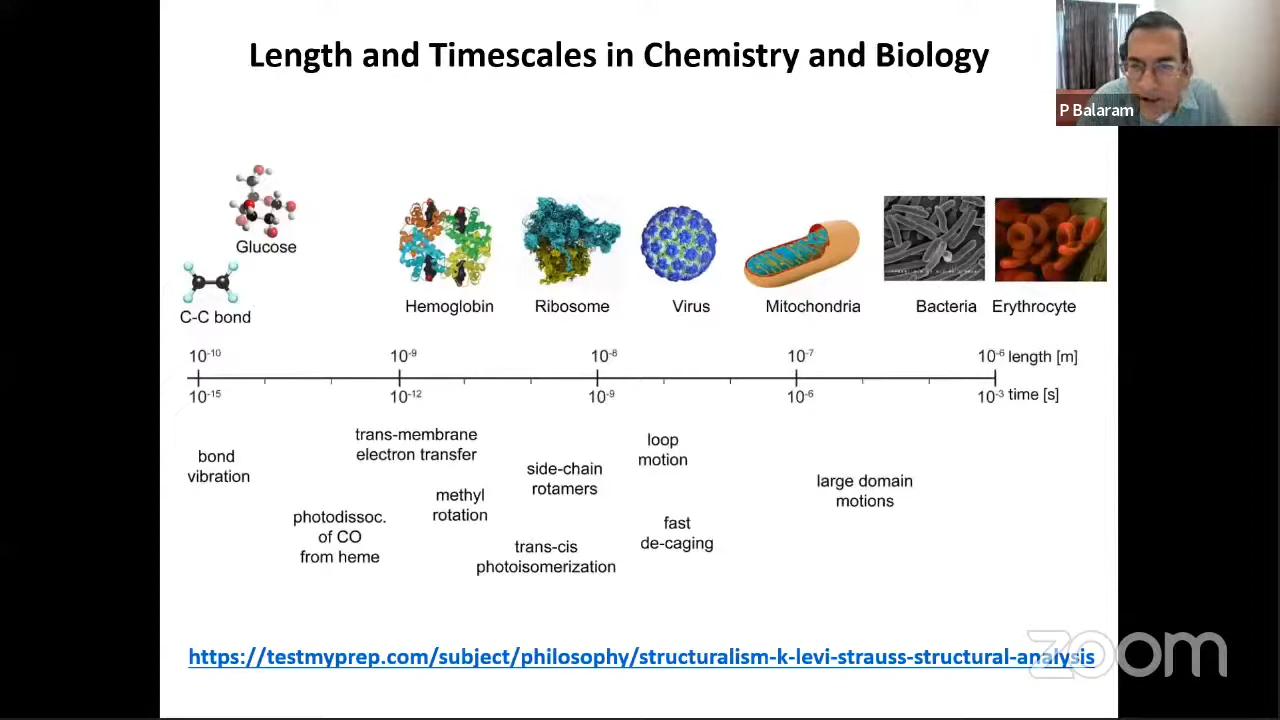 Length and Timescales in Chemistry and Biology
P Balaram
Glucose
C-C bond
Hemoglobin
Ribosome
Virus
Mitochondria
Bacteria
Erythrocyte
10⁻¹⁰
10⁻⁹
10⁻⁸
10⁻⁷
10⁻⁶ length [m]
10⁻¹⁵
10⁻¹²
10⁻⁹
10⁻⁶
10⁻³ time [s]
bond
vibration
trans-membrane
electron transfer
photodissoc.
of CO
from heme
methyl
rotation
side-chain
rotamers
trans-cis
photoisomerization
loop
motion
fast
de-caging
large domain
motions
https://testmyprep.com/subject/philosophy/structuralism-k-levi-strauss-structural-analysis
zoom